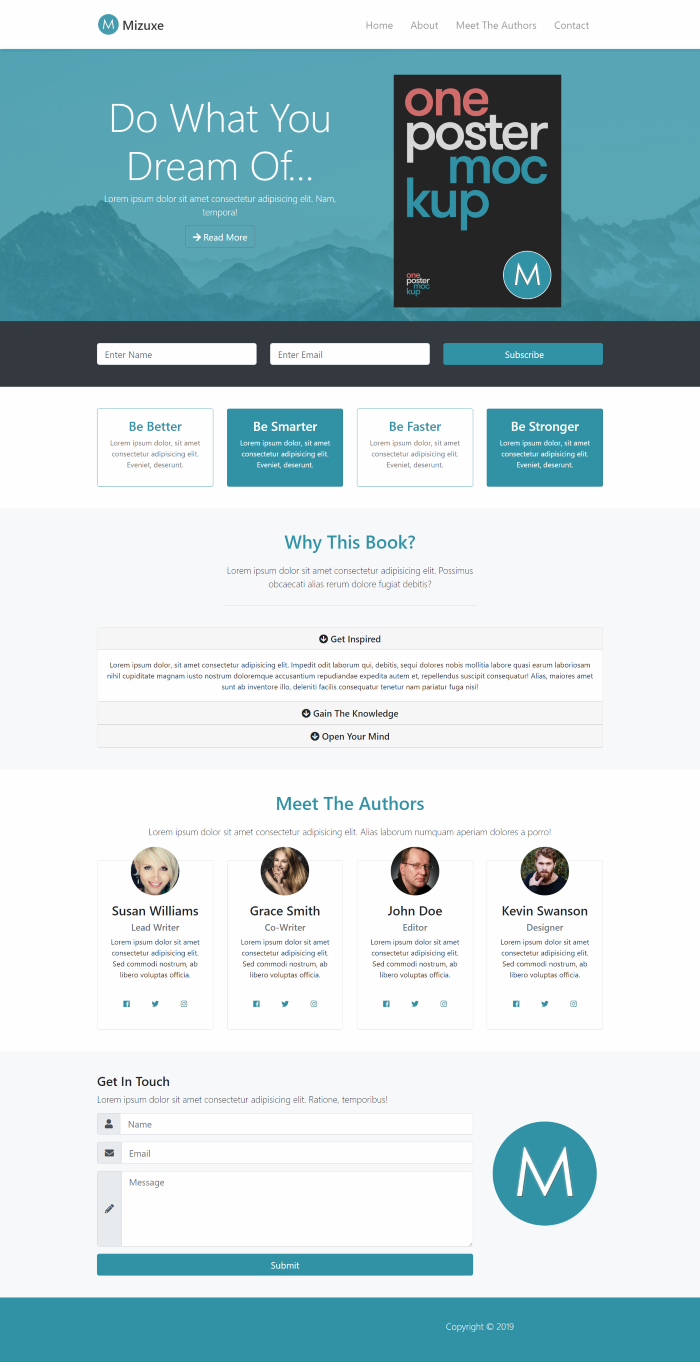 M Mizuxe
Home About Meet The Authors Contact
Do What You
Dream Of...
Lorem ipsum dolor sit amet consectetur adipisicing elit. Nam,
tempora!
Read More
one
poster
moc
kup
one
poster
moc
kup
M
Enter Name Enter Email Subscribe
Be Better
Lorem ipsum dolor, sit amet
consectetur adipisicing elit.
Eveniet, deserunt.
Be Smarter
Lorem ipsum dolor, sit amet
consectetur adipisicing elit.
Eveniet, deserunt.
Be Faster
Lorem ipsum dolor, sit amet
consectetur adipisicing elit.
Eveniet, deserunt.
Be Stronger
Lorem ipsum dolor, sit amet
consectetur adipisicing elit.
Eveniet, deserunt.
Why This Book?
Lorem ipsum dolor sit amet consectetur adipisicing elit. Possimus
obcaecati alias rerum dolore fugiat debitis?
Get Inspired
Lorem ipsum dolor, sit amet consectetur adipisicing elit. Impedit odit laborum qui, debitis, sequi dolores nobis mollitia labore quasi earum laboriosam
nihil cupiditate magnam iusto nostrum doloremque accusantium repudiandae expedita autem et, repellendus suscipit consequatur! Alias, maiores amet
sunt ab inventore illo, deleniti facilis consequatur tenetur nam pariatur fuga nisi!
Gain The Knowledge
Open Your Mind
Meet The Authors
Lorem ipsum dolor sit amet consectetur adipisicing elit. Alias laborum numquam aperiam dolores a porro!
Susan Williams
Lead Writer
Lorem ipsum dolor sit amet,
consectetur adipisicing elit.
Sed commodi nostrum, ab
libero voluptas officia.
Grace Smith
Co-Writer
Lorem ipsum dolor sit amet,
consectetur adipisicing elit.
Sed commodi nostrum, ab
libero voluptas officia.
John Doe
Editor
Lorem ipsum dolor sit amet,
consectetur adipisicing elit.
Sed commodi nostrum, ab
libero voluptas officia.
Kevin Swanson
Designer
Lorem ipsum dolor sit amet,
consectetur adipisicing elit.
Sed commodi nostrum, ab
libero voluptas officia.
Get In Touch
Lorem ipsum dolor sit amet consectetur adipisicing elit. Ratione, temporibus!
Name
Email
Message
Submit
M
Copyright © 2019